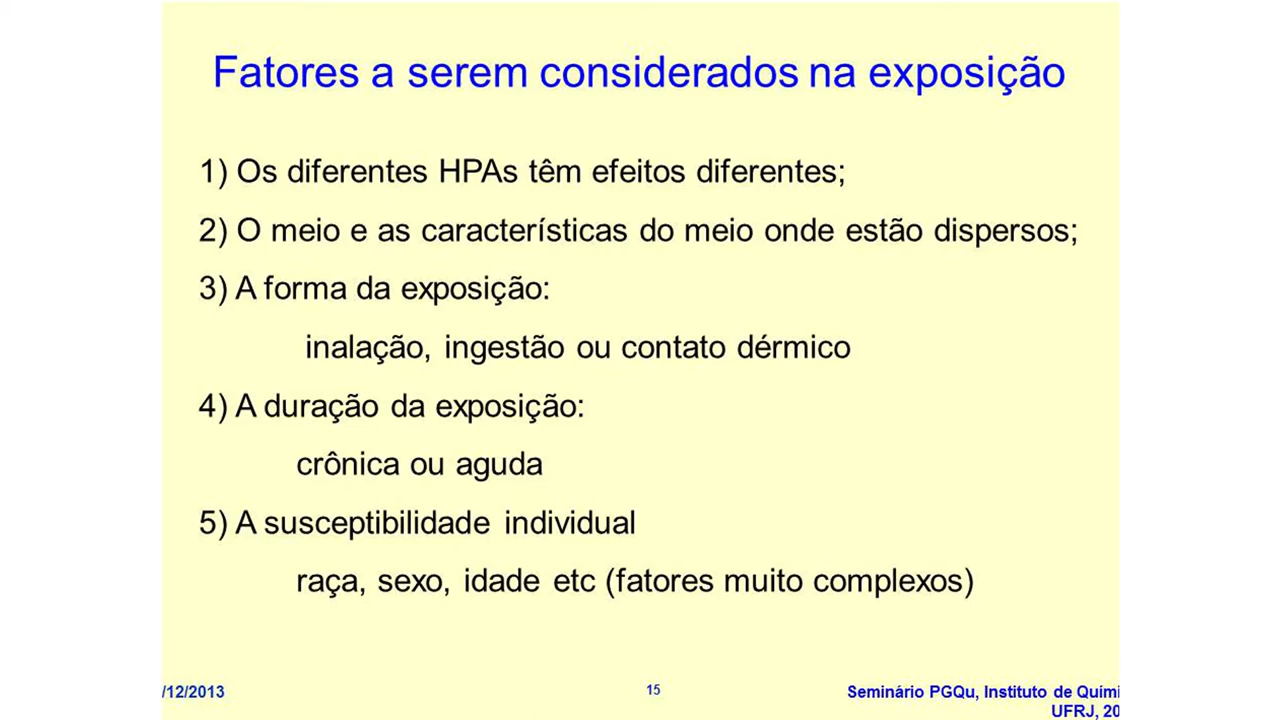 Fatores a serem considerados na exposição
1) Os diferentes HPAs têm efeitos diferentes;
2) O meio e as características do meio onde estão dispersos;
3) A forma da exposição:
inalação, ingestão ou contato dérmico
4) A duração da exposição:
crônica ou aguda
5) A susceptibilidade individual
raça, sexo, idade etc (fatores muito complexos)
/12/2013
15
Seminário PGQu, Instituto de Quími
UFRJ, 20